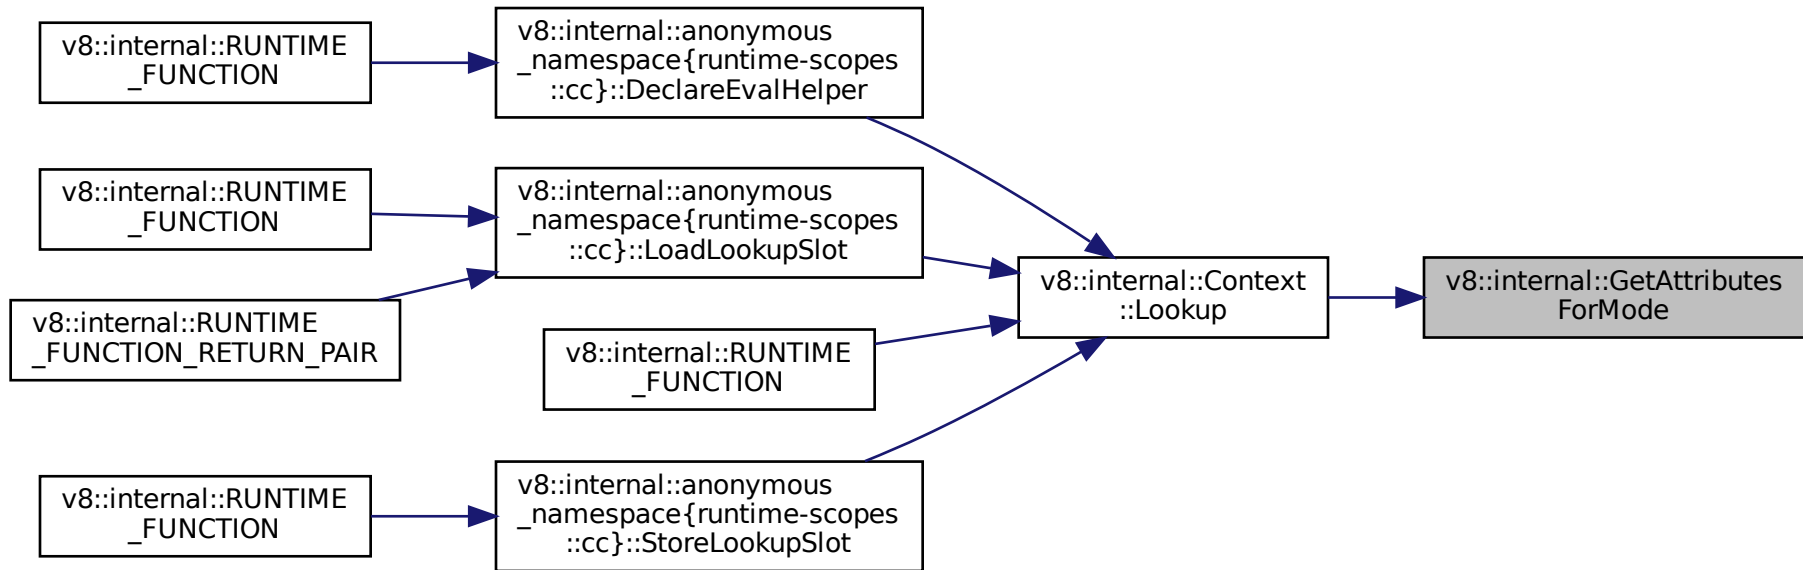 v8::internal::RUNTIME
_FUNCTION
v8::internal::anonymous
_namespace{runtime-scopes
::cc}::DeclareEvalHelper
v8::internal::RUNTIME
_FUNCTION
v8::internal::anonymous
_namespace{runtime-scopes
::cc}::LoadLookupSlot
v8::internal::RUNTIME
_FUNCTION_RETURN_PAIR
v8::internal::RUNTIME
_FUNCTION
v8::internal::Context
::Lookup
v8::internal::GetAttributes
ForMode
v8::internal::RUNTIME
_FUNCTION
v8::internal::anonymous
_namespace{runtime-scopes
::cc}::StoreLookupSlot